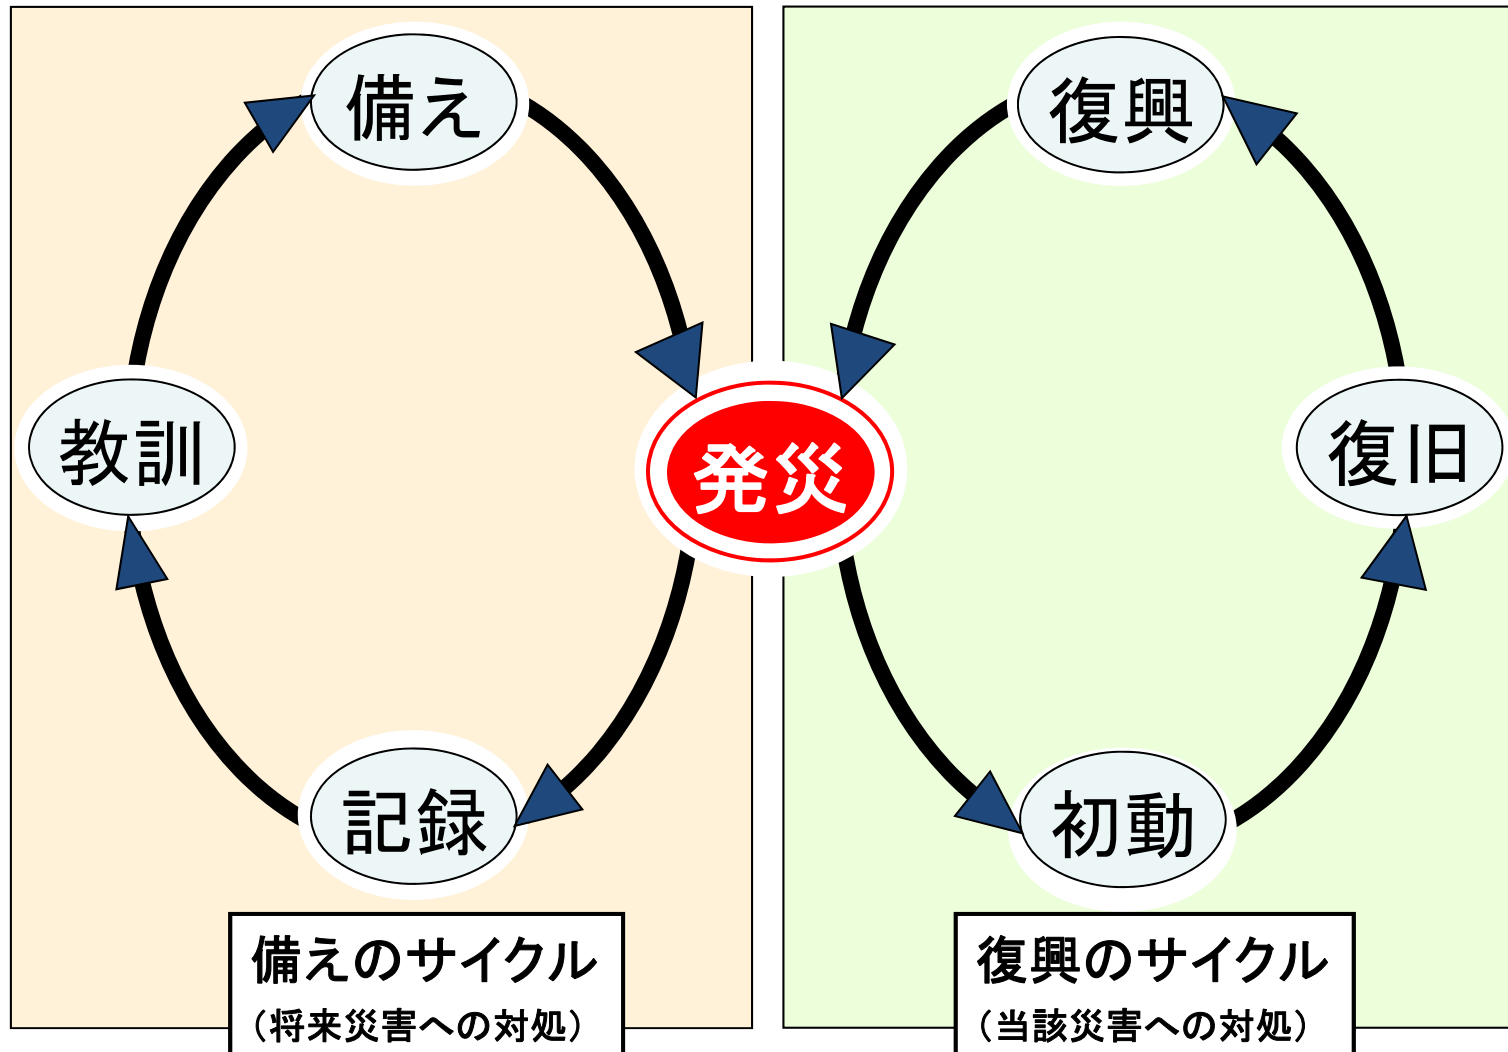 備え
復興
教訓
発災
復旧
記録
初動
備えのサイクル
（将来災害への対処）
復興のサイクル
（当該災害への対処）